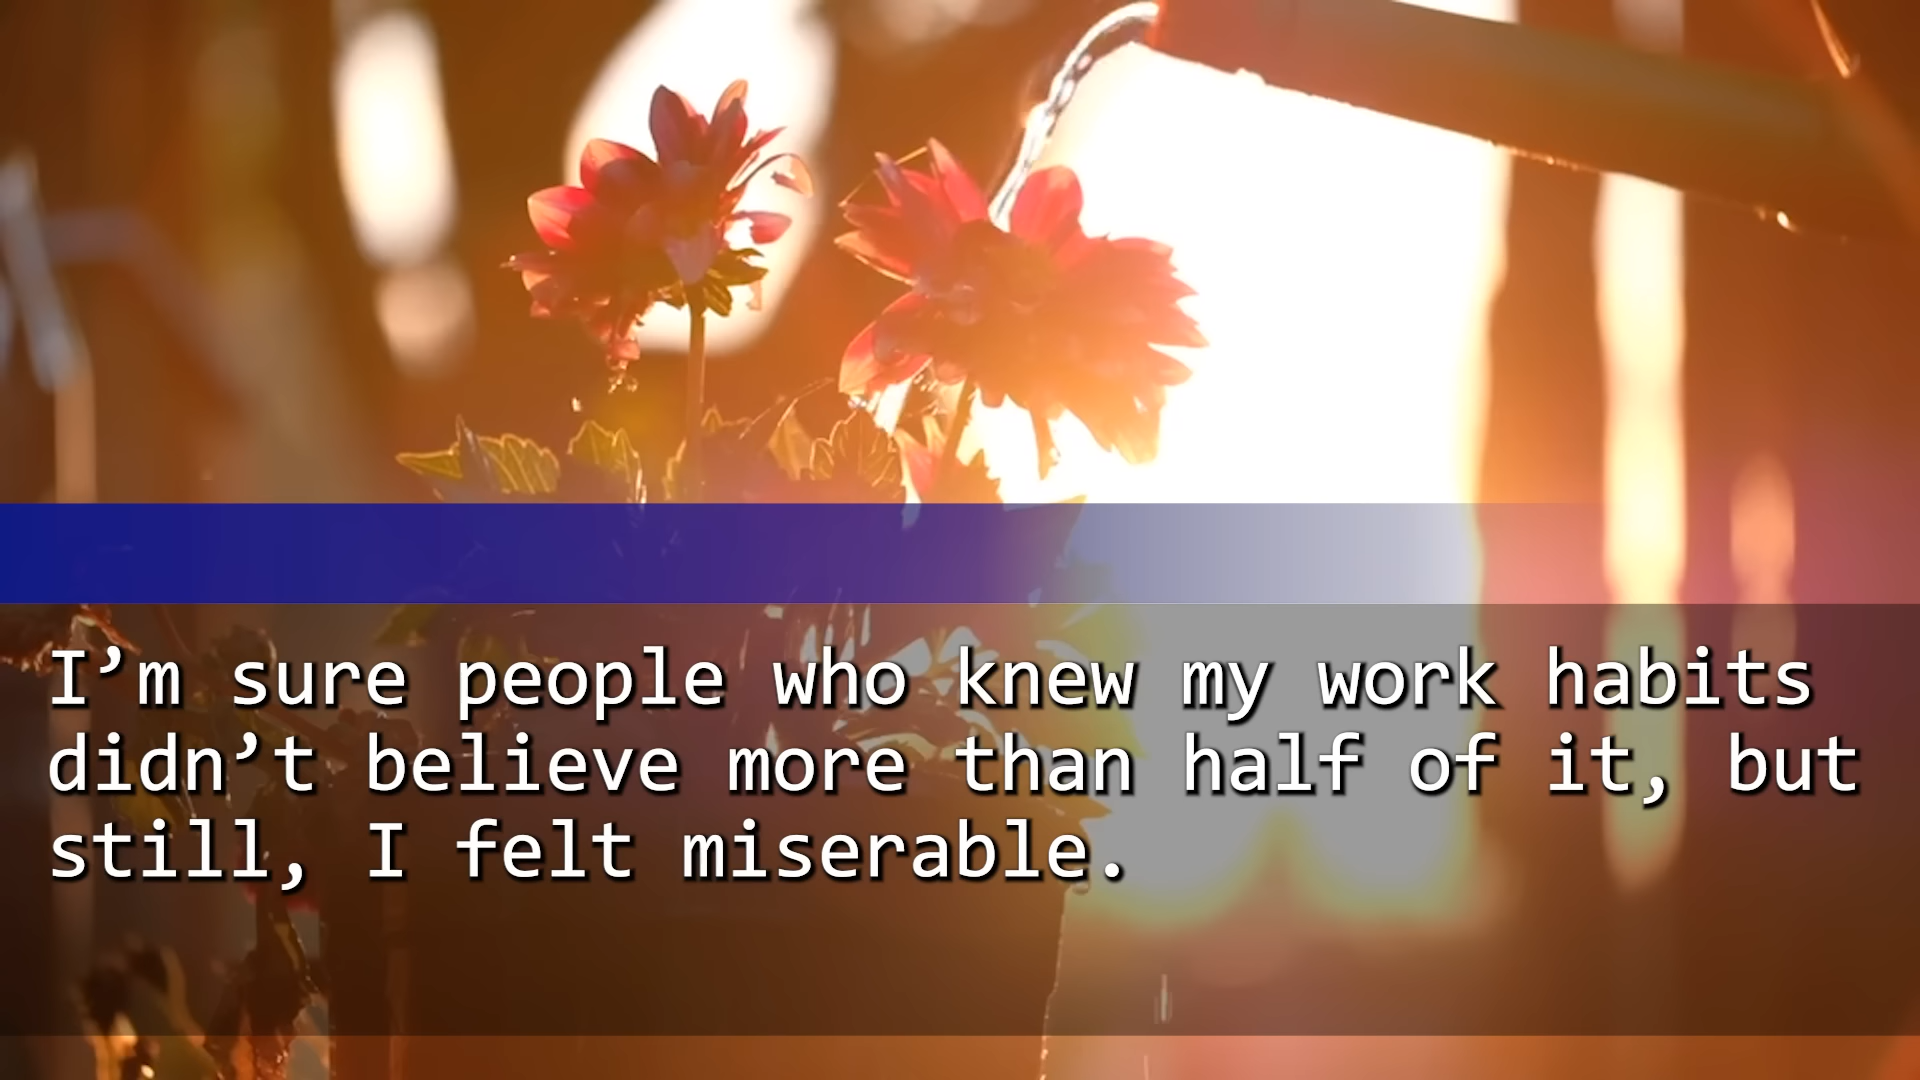 I’m sure people who knew my work habits
didn’t believe more than half of it, but
still, I felt miserable.